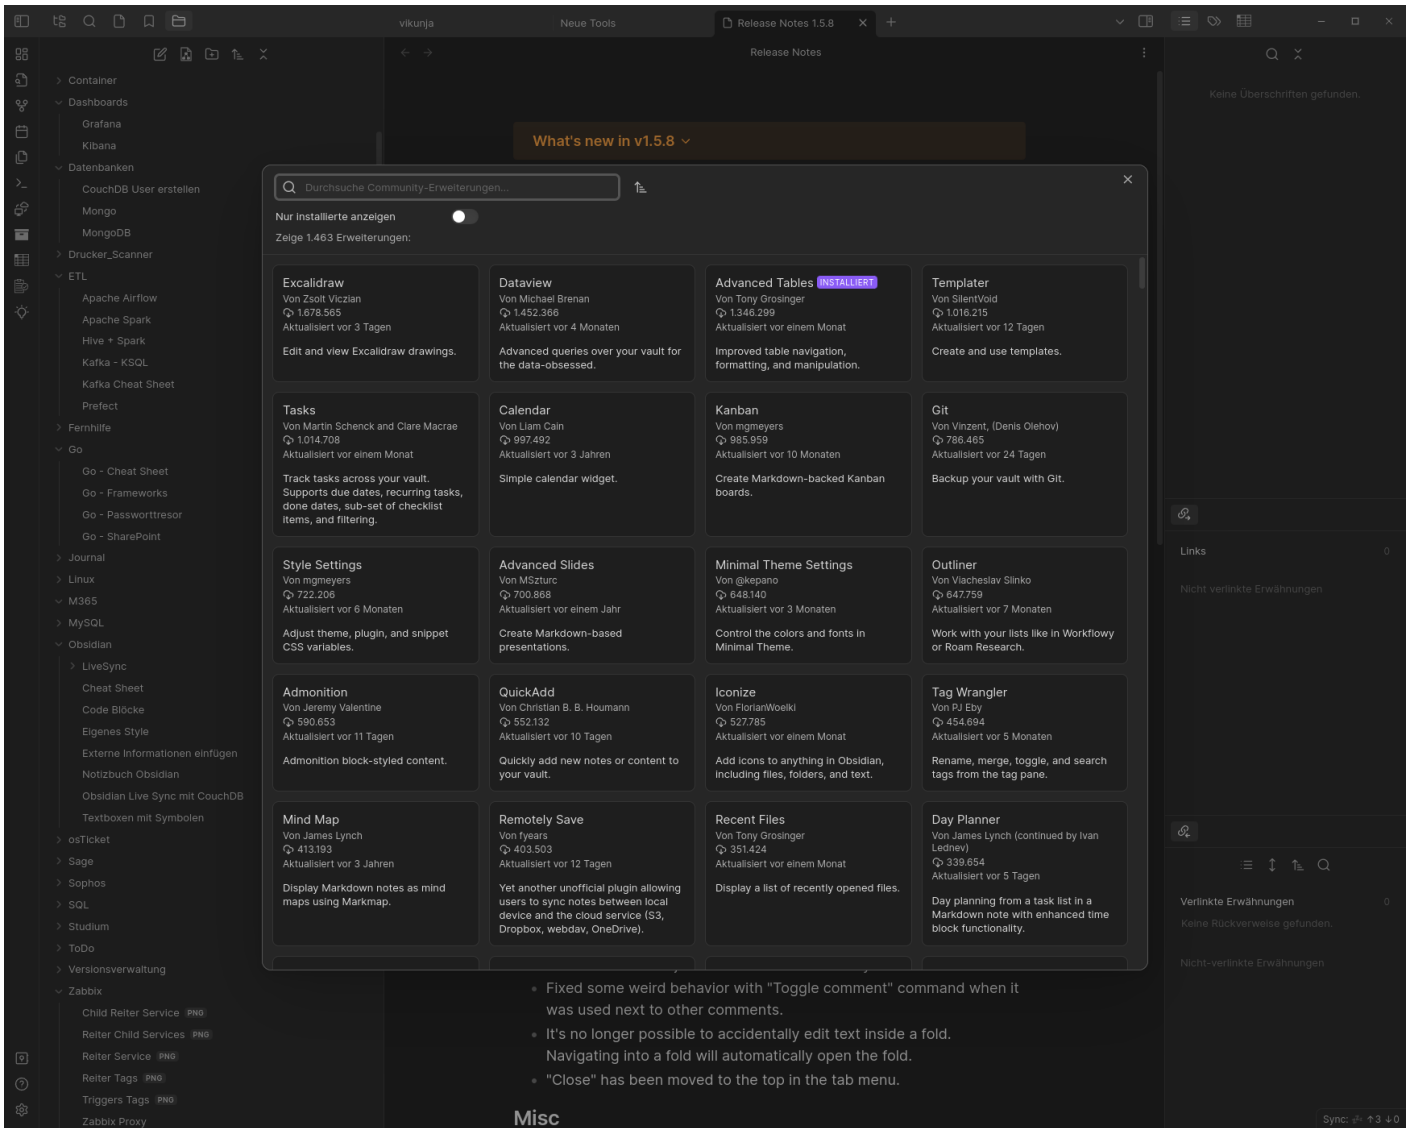 vikunja
Neue Tools
Release Notes 1.5.8
Release Notes
Container
Dashboards
Grafana
Kibana
Datenbanken
CouchDB User erstellen
Mongo
MongoDB
Drucker_Scanner
ETL
Apache Airflow
Apache Spark
Hive + Spark
Kafka - KSQL
Kafka Cheat Sheet
Prefect
Fernhilfe
Go
Go - Cheat Sheet
Go - Frameworks
Go - Passworttresor
Go - SharePoint
Journal
Linux
M365
MySQL
Obsidian
LiveSync
Cheat Sheet
Code Blöcke
Eigenes Style
Externe Informationen einfügen
Notizbuch Obsidian
Obsidian Live Sync mit CouchDB
Textboxen mit Symbolen
osTicket
Sage
Sophos
SQL
Studium
ToDo
Versionsverwaltung
Zabbix
Child Reiter Service PNG
Reiter Child Services PNG
Reiter Service PNG
Reiter Tags PNG
Triggers Tags PNG
Zabbix Proxy
What's new in v1.5.8
Durchsuche Community-Erweiterungen...
Nur installierte anzeigen
Zeige 1.463 Erweiterungen:
Excalidraw
Von Zsolt Viczian
1.678.565
Aktualisiert vor 3 Tagen
Edit and view Excalidraw drawings.
Dataview
Von Michael Brenan
1.452.366
Aktualisiert vor 4 Monaten
Advanced queries over your vault for
the data-obsessed.
Advanced Tables INSTALLIERT
Von Tony Grosinger
1.346.299
Aktualisiert vor einem Monat
Improved table navigation,
formatting, and manipulation.
Templater
Von SilentVoid
1.016.215
Aktualisiert vor 12 Tagen
Create and use templates.
Tasks
Von Martin Schenck and Clare Macrae
1.014.708
Aktualisiert vor einem Monat
Track tasks across your vault.
Supports due dates, recurring tasks,
done dates, sub-set of checklist
items, and filtering.
Calendar
Von Liam Cain
997.492
Aktualisiert vor 3 Jahren
Simple calendar widget.
Kanban
Von mgmeyers
985.959
Aktualisiert vor 10 Monaten
Create Markdown-backed Kanban
boards.
Git
Von Vinzent, (Denis Olehov)
786.465
Aktualisiert vor 24 Tagen
Backup your vault with Git.
Style Settings
Von mgmeyers
722.206
Aktualisiert vor 6 Monaten
Adjust theme, plugin, and snippet
CSS variables.
Advanced Slides
Von MSzturc
700.868
Aktualisiert vor einem Jahr
Create Markdown-based
presentations.
Minimal Theme Settings
Von @kepano
648.140
Aktualisiert vor 3 Monaten
Control the colors and fonts in
Minimal Theme.
Outliner
Von Viacheslav Slinko
647.759
Aktualisiert vor 7 Monaten
Work with your lists like in Workflowy
or Roam Research.
Admonition
Von Jeremy Valentine
590.653
Aktualisiert vor 11 Tagen
Admonition block-styled content.
QuickAdd
Von Christian B. B. Houmann
552.132
Aktualisiert vor 10 Tagen
Quickly add new notes or content to
your vault.
Iconize
Von FlorianWoelki
527.785
Aktualisiert vor einem Monat
Add icons to anything in Obsidian,
including files, folders, and text.
Tag Wrangler
Von PJ Eby
454.694
Aktualisiert vor 5 Monaten
Rename, merge, toggle, and search
tags from the tag pane.
Mind Map
Von James Lynch
413.193
Aktualisiert vor 3 Jahren
Display Markdown notes as mind
maps using Markmap.
Remotely Save
Von fyears
403.503
Aktualisiert vor 12 Tagen
Yet another unofficial plugin allowing
users to sync notes between local
device and the cloud service (S3,
Dropbox, webdav, OneDrive).
Recent Files
Von Tony Grosinger
351.424
Aktualisiert vor einem Monat
Display a list of recently opened files.
Day Planner
Von James Lynch (continued by Ivan
Lednev)
339.654
Aktualisiert vor 5 Tagen
Day planning from a task list in a
Markdown note with enhanced time
block functionality.
Fixed some weird behavior with "Toggle comment" command when it
was used next to other comments.
It's no longer possible to accidentally edit text inside a fold.
Navigating into a fold will automatically open the fold.
"Close" has been moved to the top in the tab menu.
Misc
Keine Überschriften gefunden.
Links 0
Nicht verlinkte Erwähnungen
Verlinkte Erwähnungen 0
Keine Rückverweise gefunden.
Nicht-verlinkte Erwähnungen
Sync: ↑3 ↓0